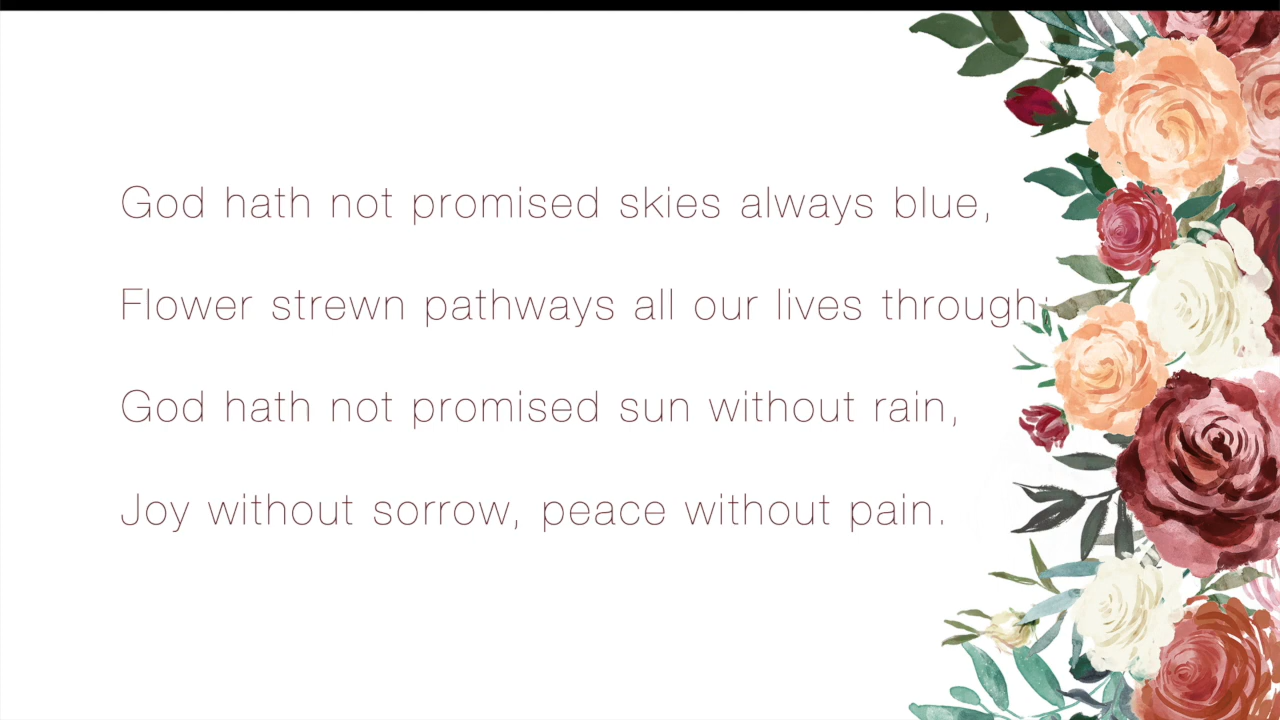 God hath not promised skies always blue,
Flower strewn pathways all our lives through;
God hath not promised sun without rain,
Joy without sorrow, peace without pain.